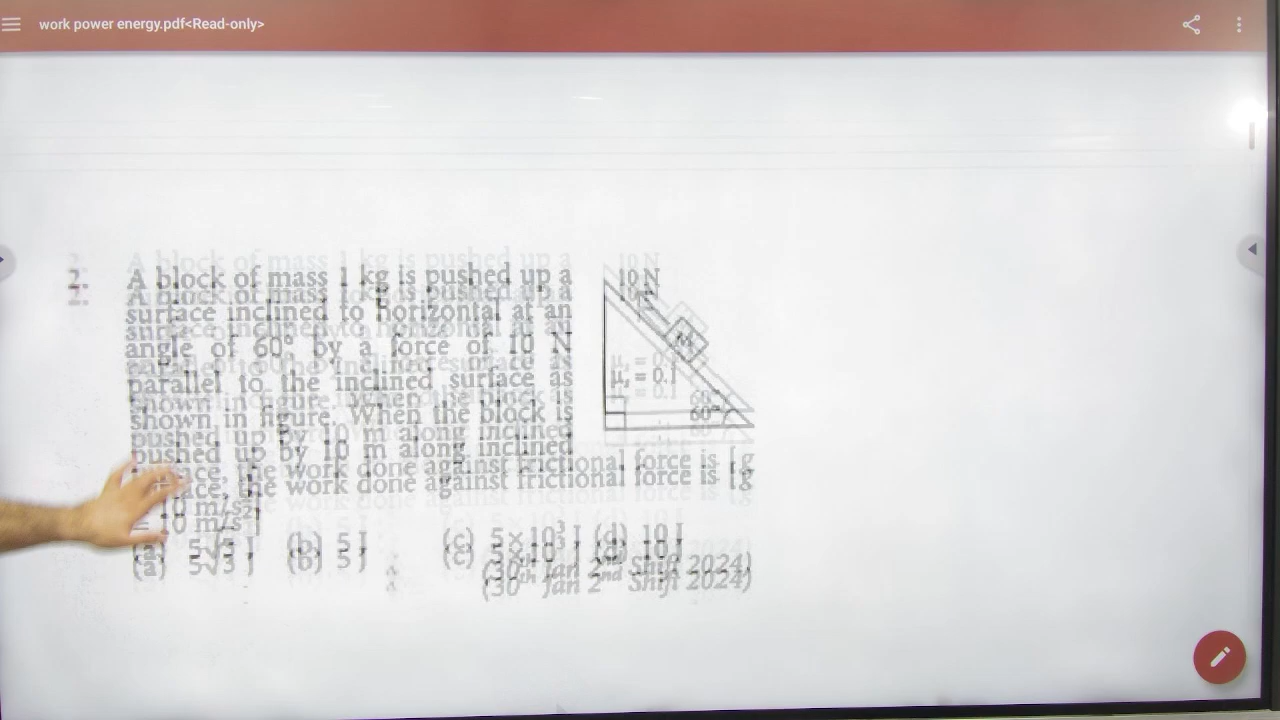 work power energy.pdf<Read-only>
2. A block of mass 1 kg is pushed up a
surface inclined to horizontal at an
angle of 60° by a force of 10 N
parallel to the inclined surface as
shown in figure. When the block is
pushed up by 10 m along inclined
the work done against frictional force is [g
= 10 m/s²]
(a) 5√3 J (b) 5 J (c) 5×10³ J (d) 10 J
(30th Jan 2nd Shift 2024)
10 N
M
= 0.1
60°